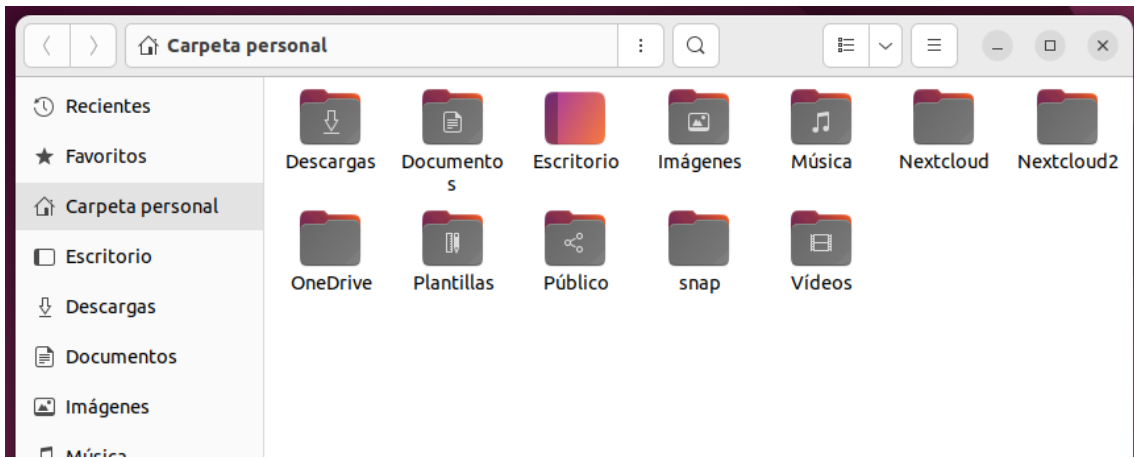 Carpeta personal
Recientes
Favoritos
Carpeta personal
Escritorio
Descargas
Documentos
Imágenes
Música
Descargas
Documento
s
Escritorio
Imágenes
Música
Nextcloud
Nextcloud2
OneDrive
Plantillas
Público
snap
Vídeos